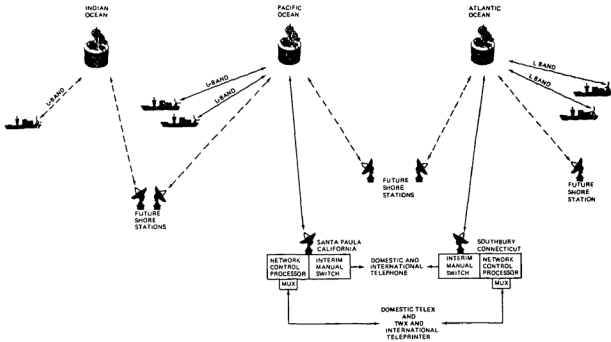 INDIAN
OCEAN
PACIFIC
OCEAN
ATLANTIC
OCEAN
L-BAND
L-BAND
L-BAND
L BAND
L BAND
FUTURE
SHORE
STATIONS
FUTURE
SHORE
STATIONS
FUTURE
SHORE
STATION
SANTA PAULA
CALIFORNIA
SOUTHBURY
CONNECTICUT
NETWORK
CONTROL
PROCESSOR
INTERIM
MANUAL
SWITCH
MUX
DOMESTIC AND
INTERNATIONAL
TELEPHONE
INTERIM
MANUAL
SWITCH
NETWORK
CONTROL
PROCESSOR
MUX
DOMESTIC TELEX
AND
TWX AND
INTERNATIONAL
TELEPRINTER